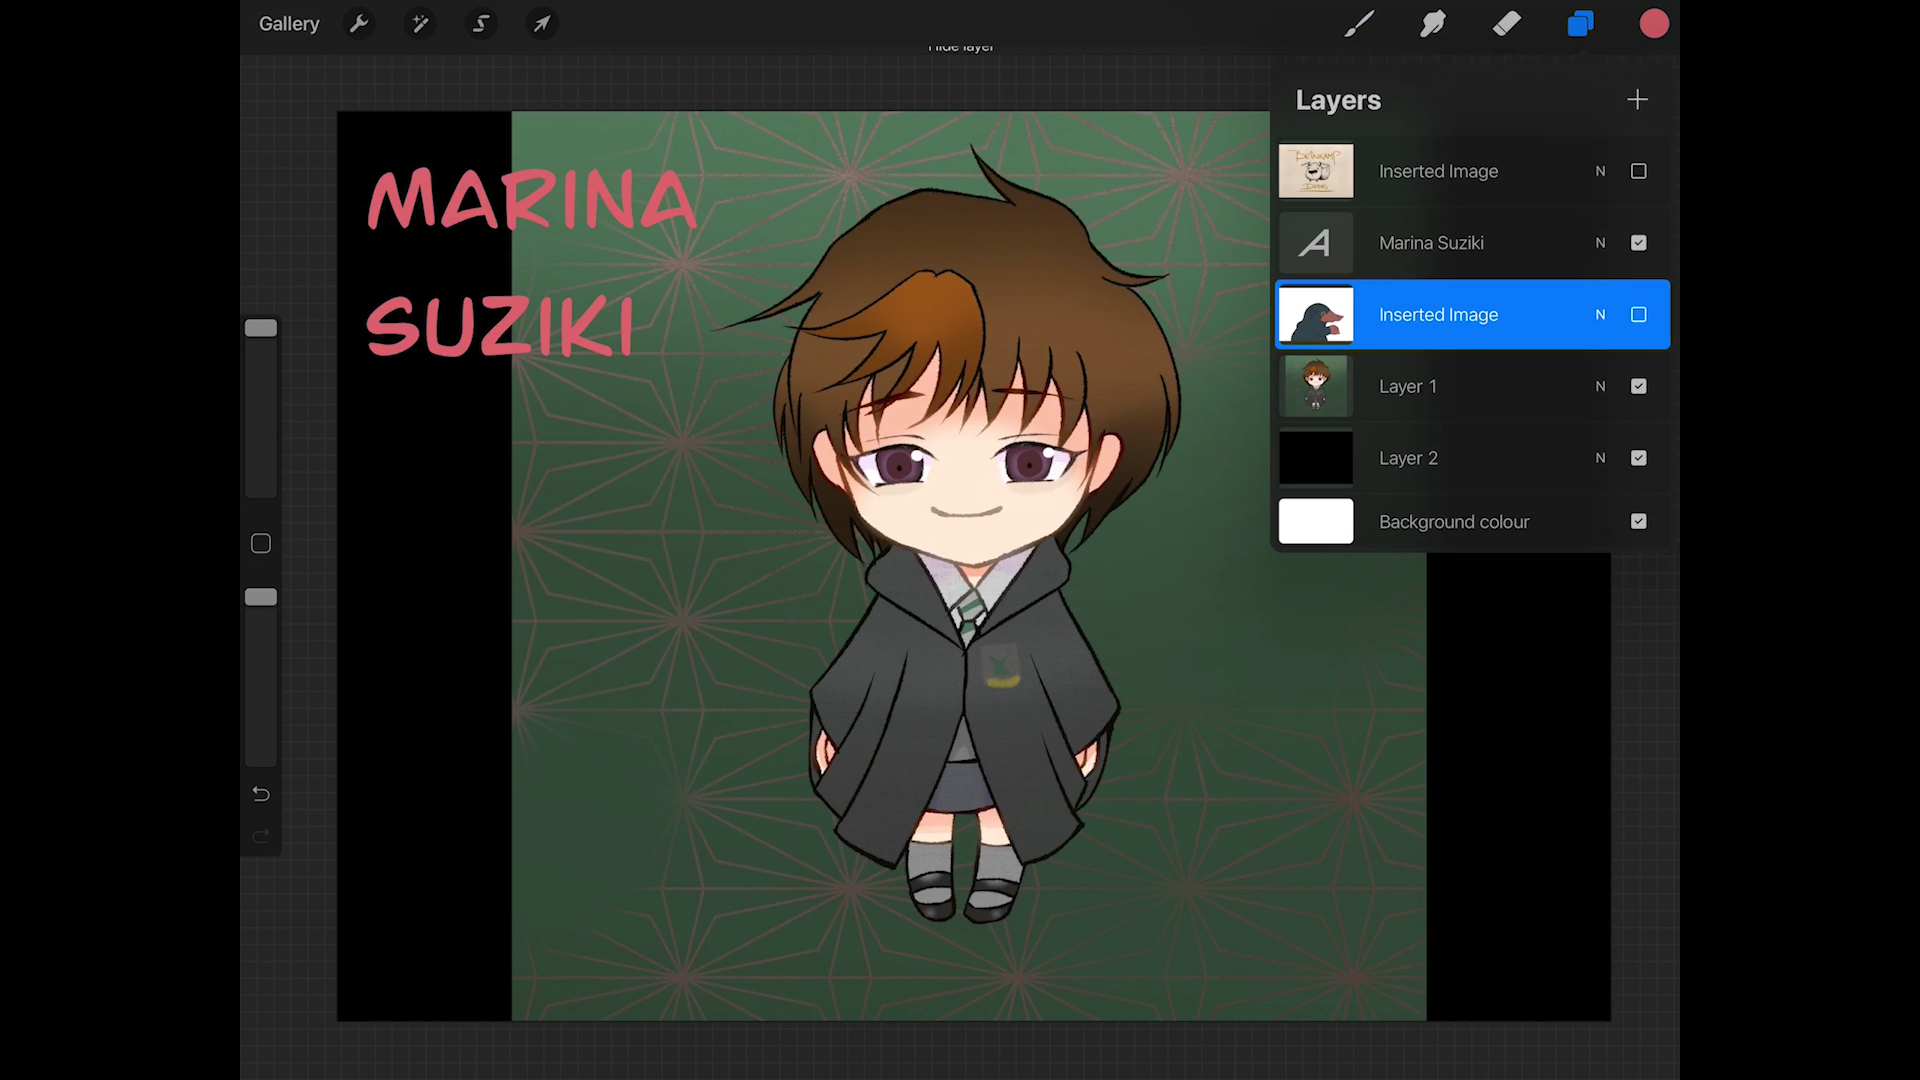 Gallery
Hide layer
Layers
Inserted Image N
A Marina Suziki N
Inserted Image N
Layer 1 N
Layer 2 N
Background colour
MARINA
SUZIKI